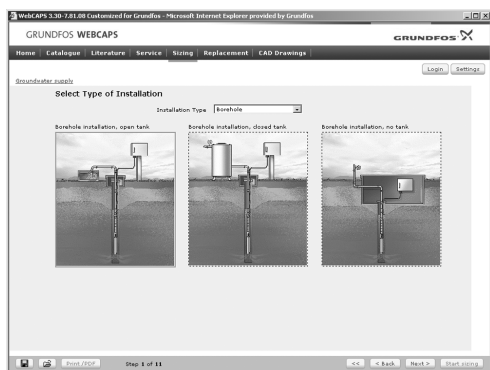 WebCAPS 3.30-7.81.08 Customized for Grundfos - Microsoft Internet Explorer provided by Grundfos
GRUNDFOS WEBCAPS
GRUNDFOS
Home Catalogue Literature Service Sizing Replacement CAD Drawings
Login Settings
Groundwater supply
Select Type of Installation
Installation Type Borehole
Borehole installation, open tank Borehole installation, closed tank Borehole installation, no tank
Print /PDF Step 1 of 11 << < Back Next > Start sizing